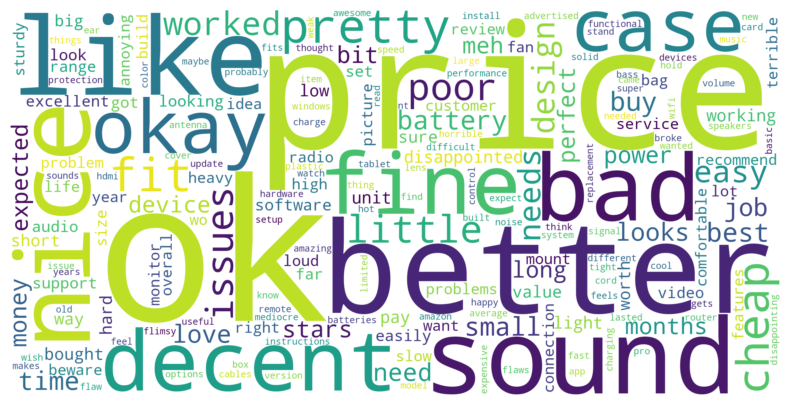 price
ok
better
sound
bad
like
nice
decent
fine
okay
case
pretty
cheap
little
fit
poor
worked
issues
design
needs
easy
battery
buy
perfect
power
looks
best
job
love
stars
small
long
need
time
money
expected
device
months
bit
meh
fan
review
set
low
big
sturdy
look
range
annoying
build
excellent
got
looking
idea
picture
customer
bag
working
service
terrible
sure
disappointed
recommend
lot
problem
life
year
heavy
radio
high
software
unit
audio
short
size
wo
support
monitor
overall
loud
far
way
hard
right
bought
beware
easily
slow
pay
want
problems
value
light
connection
mount
worth
video
comfortable
features
things
ear
color
protection
fits
maybe
thought
probably
weak
awesome
speed
item
windows
charge
performance
large
read
horrible
difficult
install
advertised
functional
stand
card
new
music
solid
devices
hold
bass
came
super
volume
needed
wifi
speakers
broke
wanted
basic
replacement
antenna
cover
sounds
update
hdmi
issue
years
old
plastic
tablet
lens
watch
thing
hot
find
control
expect
built
noise
hardware
setup
amazing
limited
know
remote
mediocre
batteries
useful
flimsy
feel
instructions
wish
makes
flaw
options
box
cables
version
happy
average
amazon
model
expensive
flaws
fast
app
charging
pro
lasted
router
gets
feels
cord
tight
different
cool
signal
system
think
disappointing